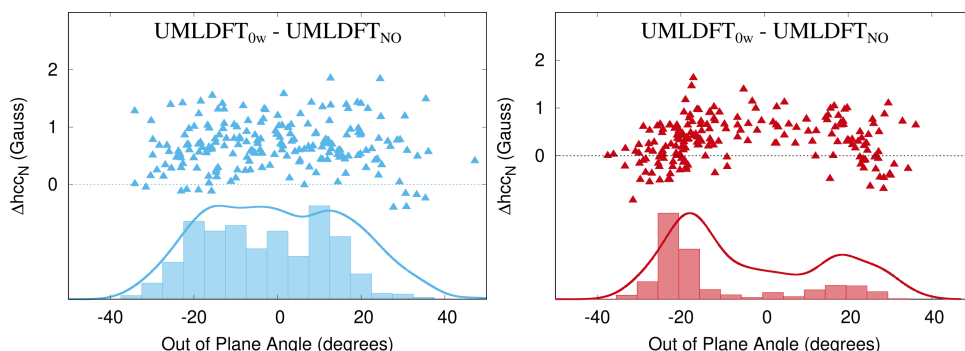 UMLDFT0w - UMLDFTNO
ΔhccN (Gauss)
2
1
0
-40 -20 0 20 40
Out of Plane Angle (degrees)
UMLDFT0w - UMLDFTNO
ΔhccN (Gauss)
2
1
0
-40 -20 0 20 40
Out of Plane Angle (degrees)